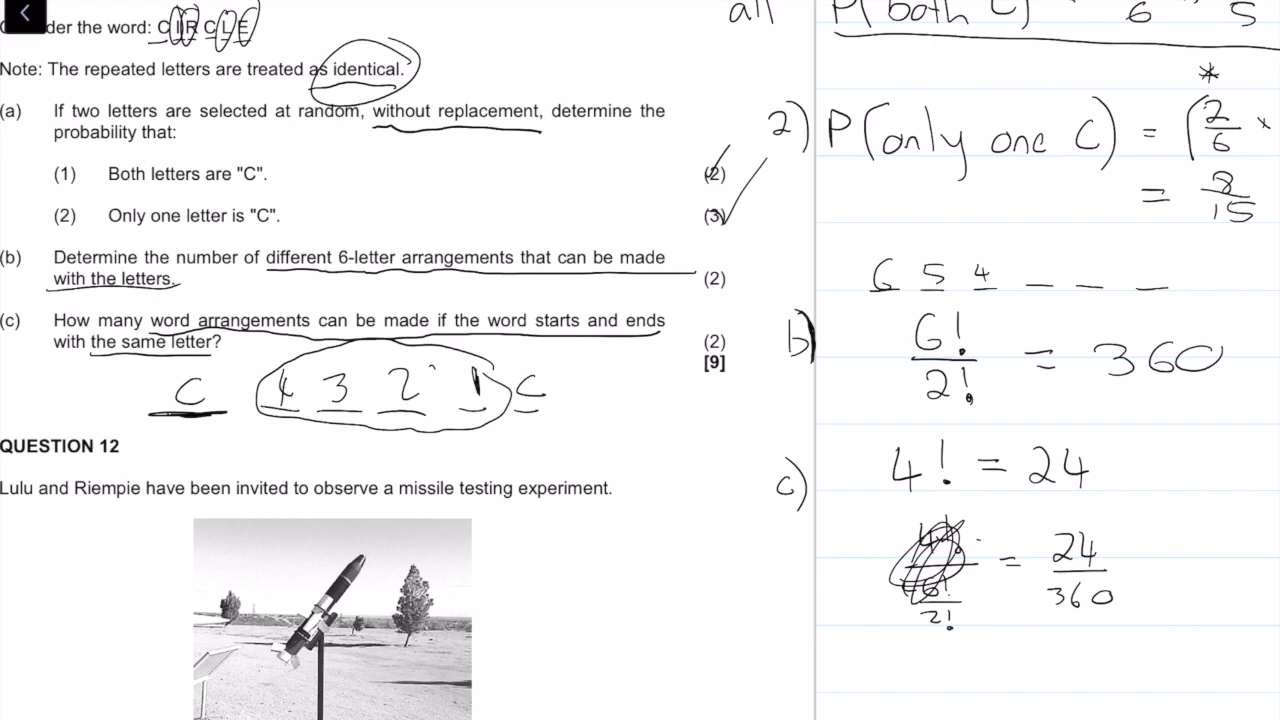 der the word: CIRCLE
Note: The repeated letters are treated as identical.
(a) If two letters are selected at random, without replacement, determine the
probability that:
(1) Both letters are "C". (2)
(2) Only one letter is "C". (3)
(b) Determine the number of different 6-letter arrangements that can be made
with the letters. (2)
(c) How many word arrangements can be made if the word starts and ends
with the same letter? (2)
[9]
C 4 3 2 1 C
QUESTION 12
Lulu and Riempie have been invited to observe a missile testing experiment.
all P(both C) 6 5
*
2) P(only one C) = (2/6 ×
= 8/15
6 5 4 _ _ _
b) 6!/2! = 360
c) 4! = 24
6!/2! = 24/360